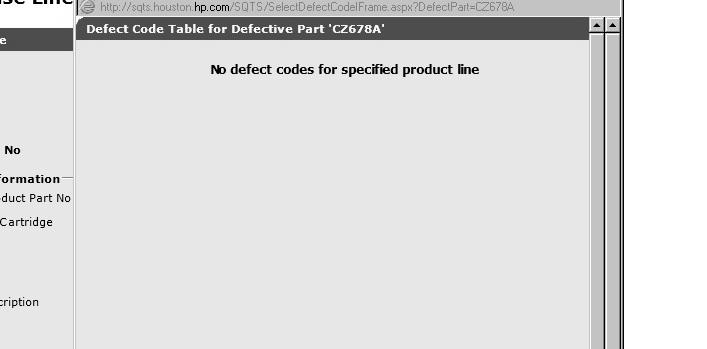 http://sqts.houston.hp.com/SQTS/SelectDefectCodeIFrame.aspx?DefectPart=CZ678A
Defect Code Table for Defective Part 'CZ678A'
No defect codes for specified product line
Line
e
No
formation
duct Part No
Cartridge
cription